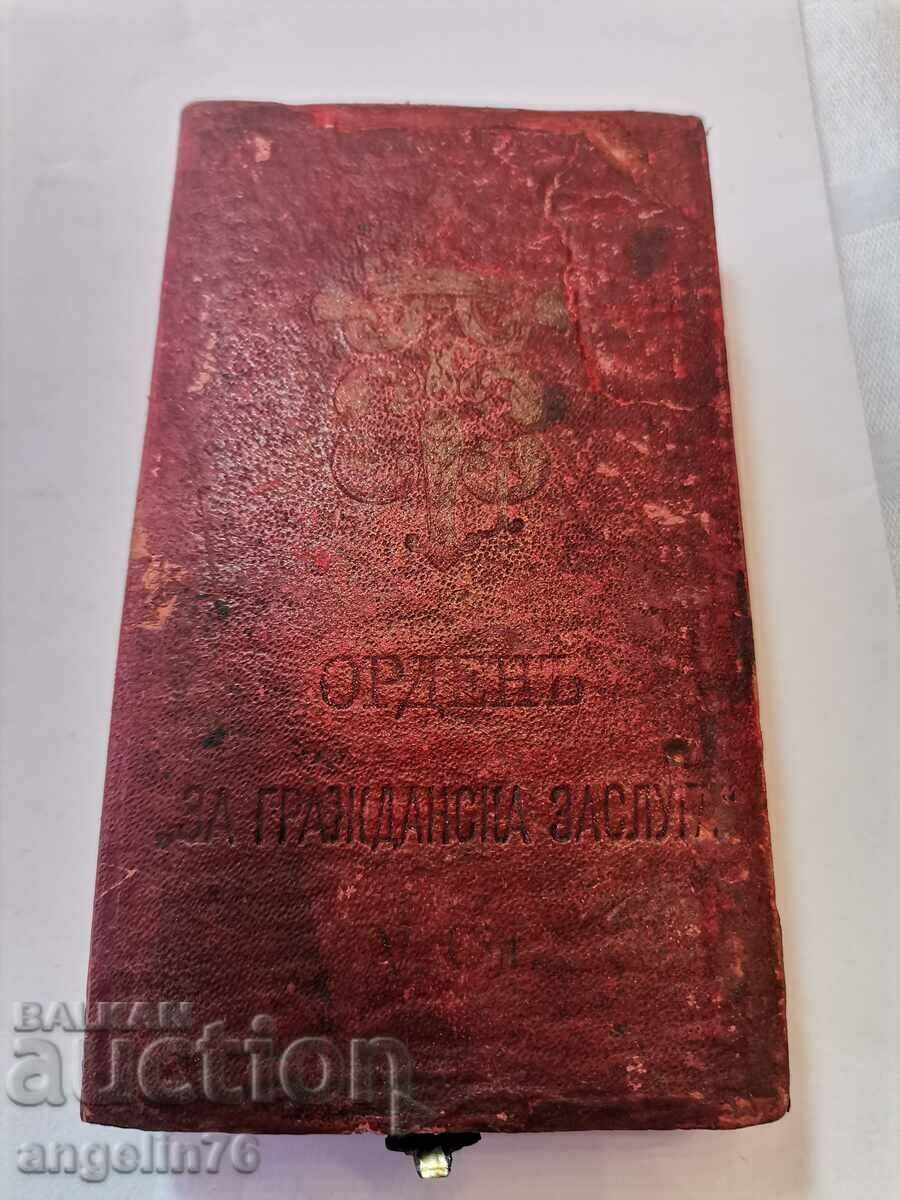 ОРДЕНЪ
„ЗА ГРАЖДАНСКА ЗАСЛУГА“
BALKAN
auction
angelin76